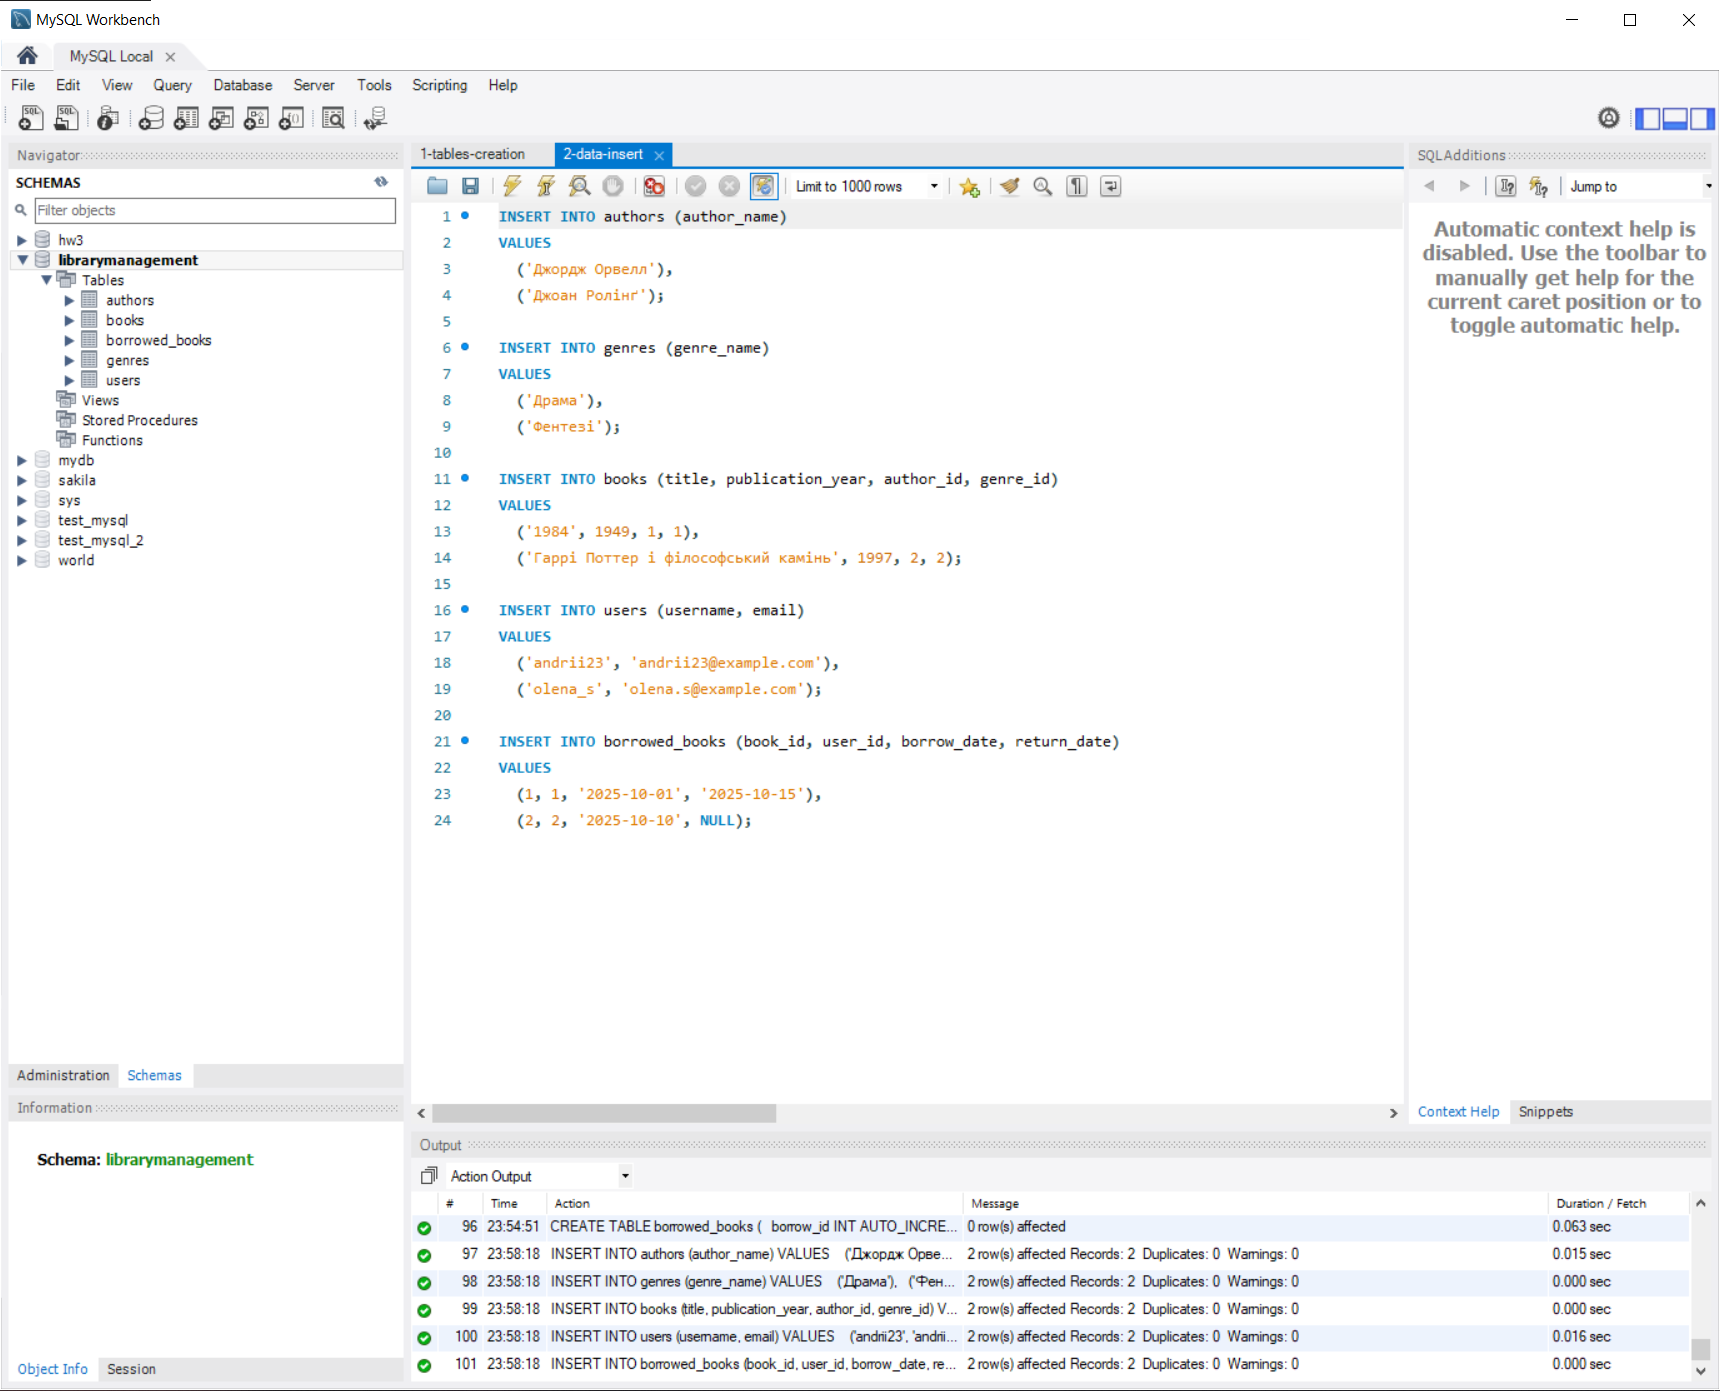 MySQL Workbench
MySQL Local
File Edit View Query Database Server Tools Scripting Help
Navigator
SCHEMAS
Filter objects
hw3
librarymanagement
Tables
authors
books
borrowed_books
genres
users
Views
Stored Procedures
Functions
mydb
sakila
sys
test_mysql
test_mysql_2
world
Administration Schemas
Information
Schema: librarymanagement
Object Info Session
1-tables-creation 2-data-insert
Limit to 1000 rows
1 INSERT INTO authors (author_name)
2 VALUES
3 ('Джордж Орвелл'),
4 ('Джоан Ролінґ');
5
6 INSERT INTO genres (genre_name)
7 VALUES
8 ('Драма'),
9 ('Фентезі');
10
11 INSERT INTO books (title, publication_year, author_id, genre_id)
12 VALUES
13 ('1984', 1949, 1, 1),
14 ('Гаррі Поттер і філософський камінь', 1997, 2, 2);
15
16 INSERT INTO users (username, email)
17 VALUES
18 ('andrii23', 'andrii23@example.com'),
19 ('olena_s', 'olena.s@example.com');
20
21 INSERT INTO borrowed_books (book_id, user_id, borrow_date, return_date)
22 VALUES
23 (1, 1, '2025-10-01', '2025-10-15'),
24 (2, 2, '2025-10-10', NULL);
SQLAdditions
Jump to
Automatic context help is
disabled. Use the toolbar to
manually get help for the
current caret position or to
toggle automatic help.
Context Help Snippets
Output
Action Output
# Time Action Message Duration / Fetch
96 23:54:51 CREATE TABLE borrowed_books ( borrow_id INT AUTO_INCRE... 0 row(s) affected 0.063 sec
97 23:58:18 INSERT INTO authors (author_name) VALUES ('Джордж Орве... 2 row(s) affected Records: 2 Duplicates: 0 Warnings: 0 0.015 sec
98 23:58:18 INSERT INTO genres (genre_name) VALUES ('Драма'), ('Фен... 2 row(s) affected Records: 2 Duplicates: 0 Warnings: 0 0.000 sec
99 23:58:18 INSERT INTO books (title, publication_year, author_id, genre_id) V... 2 row(s) affected Records: 2 Duplicates: 0 Warnings: 0 0.000 sec
100 23:58:18 INSERT INTO users (username, email) VALUES ('andrii23', 'andrii... 2 row(s) affected Records: 2 Duplicates: 0 Warnings: 0 0.016 sec
101 23:58:18 INSERT INTO borrowed_books (book_id, user_id, borrow_date, re... 2 row(s) affected Records: 2 Duplicates: 0 Warnings: 0 0.000 sec